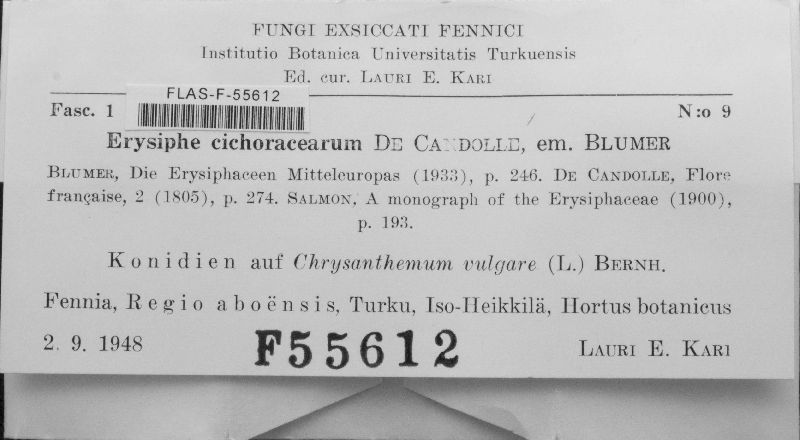 FUNGI EXSICCATI FENNICI
Institutio Botanica Universitatis Turkuensis
Ed. cur. LAURI E. KARI
FLAS-F-55612
Fasc. 1 N:o 9
Erysiphe cichoracearum DE CANDOLLE, em. BLUMER
BLUMER, Die Erysiphaceen Mitteleuropas (1933), p. 246. DE CANDOLLE, Flore
française, 2 (1805), p. 274. SALMON, A monograph of the Erysiphaceae (1900),
p. 193.
Konidien auf Chrysanthemum vulgare (L.) BERNH.
Fennia, Regio aboënsis, Turku, Iso-Heikkilä, Hortus botanicus
2. 9. 1948 F55612 LAURI E. KARI